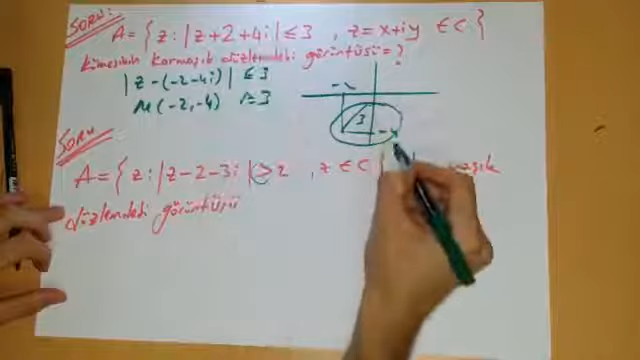 SORU:
A = { z : | z + 2 + 4i | ≤ 3 , z = x + iy ∈ C }
kümesinin karmaşık düzlemdeki görüntüsü = ?
| z - (-2-4i) | ≤ 3
M (-2, -4) r = 3
-2
3
-4
SORU
A = { z : | z - 2 - 3i | > 2 , z ∈ C
düzlemdeki görüntüsü